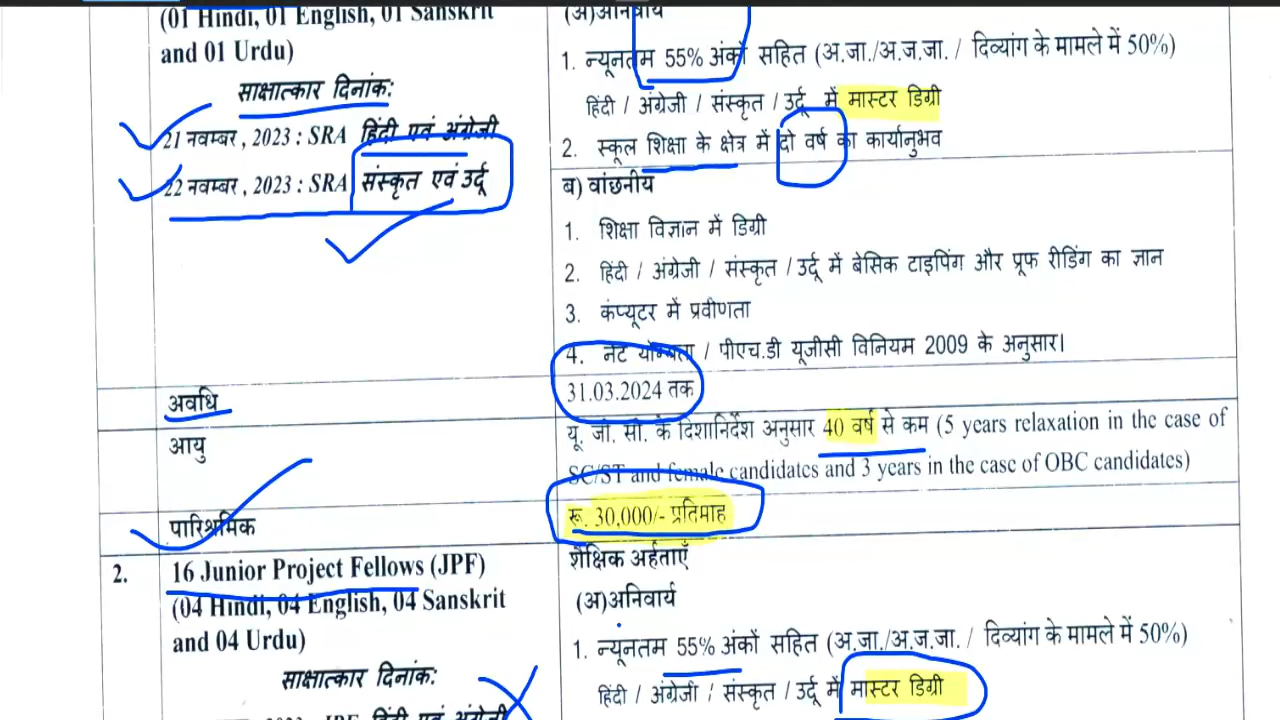 (01 Hindi, 01 English, 01 Sanskrit
and 01 Urdu)
साक्षात्कार दिनांक:
21 नवम्बर, 2023 : SRA हिंदी एवं अंग्रेजी
22 नवम्बर, 2023 : SRA संस्कृत एवं उर्दू
(अ)अनिवार्य
1. न्यूनतम 55% अंकों सहित (अ.जा./अ.ज.जा. / दिव्यांग के मामले में 50%)
हिंदी / अंग्रेजी / संस्कृत / उर्दू में मास्टर डिग्री
2. स्कूल शिक्षा के क्षेत्र में दो वर्ष का कार्यानुभव
ब) वांछनीय
1. शिक्षा विज्ञान में डिग्री
2. हिंदी / अंग्रेजी / संस्कृत / उर्दू में बेसिक टाइपिंग और प्रूफ रीडिंग का ज्ञान
3. कंप्यूटर में प्रवीणता
4. नेट योग्यता / पीएच.डी यूजीसी विनियम 2009 के अनुसार।
अवधि
31.03.2024 तक
आयु
यू. जी. सी. के दिशानिर्देश अनुसार 40 वर्ष से कम (5 years relaxation in the case of
SC/ST and female candidates and 3 years in the case of OBC candidates)
पारिश्रमिक
रू. 30,000/- प्रतिमाह
2. 16 Junior Project Fellows (JPF)
(04 Hindi, 04 English, 04 Sanskrit
and 04 Urdu)
साक्षात्कार दिनांक:
शैक्षिक अर्हताएँ
(अ)अनिवार्य
1. न्यूनतम 55% अंकों सहित (अ.जा./अ.ज.जा. / दिव्यांग के मामले में 50%)
हिंदी / अंग्रेजी / संस्कृत / उर्दू में मास्टर डिग्री